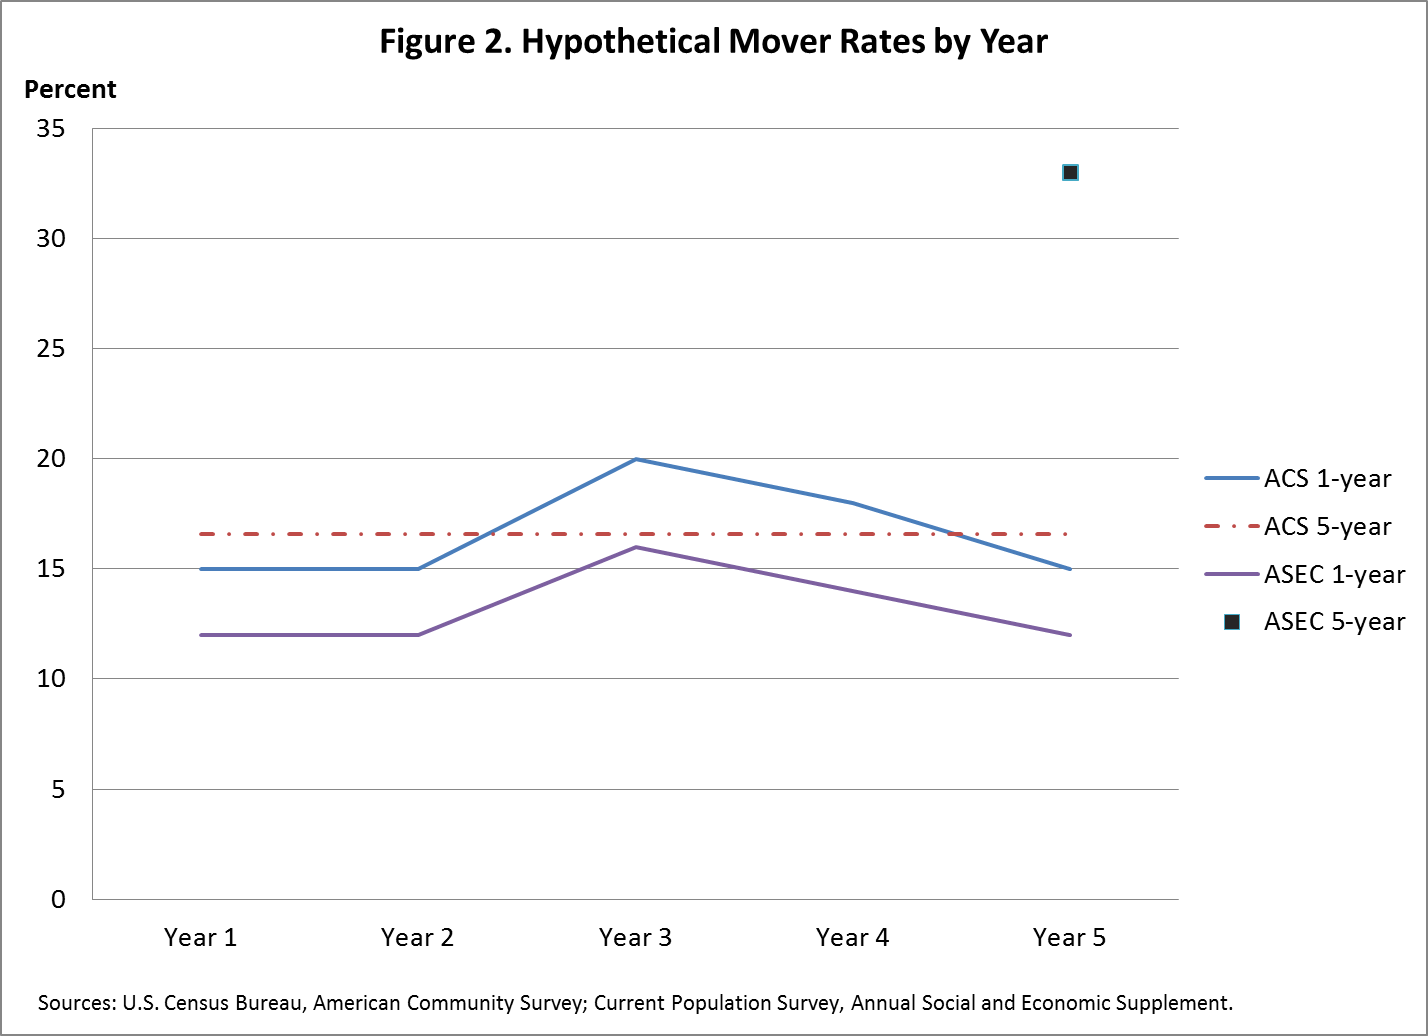 Figure 2. Hypothetical Mover Rates by Year
Percent
35
30
25
20
15
10
5
0
Year 1
Year 2
Year 3
Year 4
Year 5
ACS 1-year
ACS 5-year
ASEC 1-year
ASEC 5-year
Sources: U.S. Census Bureau, American Community Survey; Current Population Survey, Annual Social and Economic Supplement.